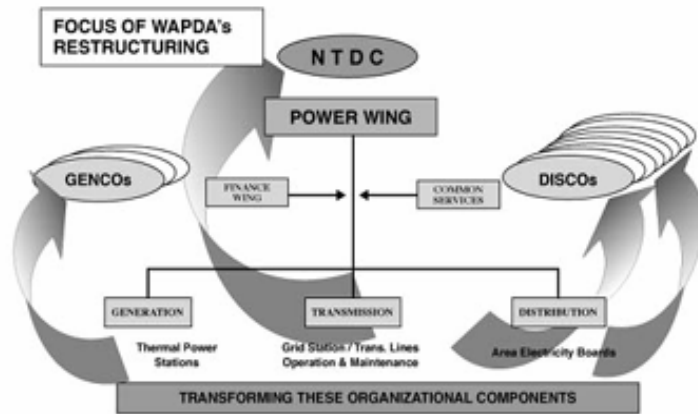 FOCUS OF WAPDA's
RESTRUCTURING
N T D C
POWER WING
GENCOs
DISCOs
FINANCE
WING
COMMON
SERVICES
GENERATION
TRANSMISSION
DISTRIBUTION
Thermal Power
Stations
Grid Station / Trans. Lines
Operation & Maintenance
Area Electricity Boards
TRANSFORMING THESE ORGANIZATIONAL COMPONENTS